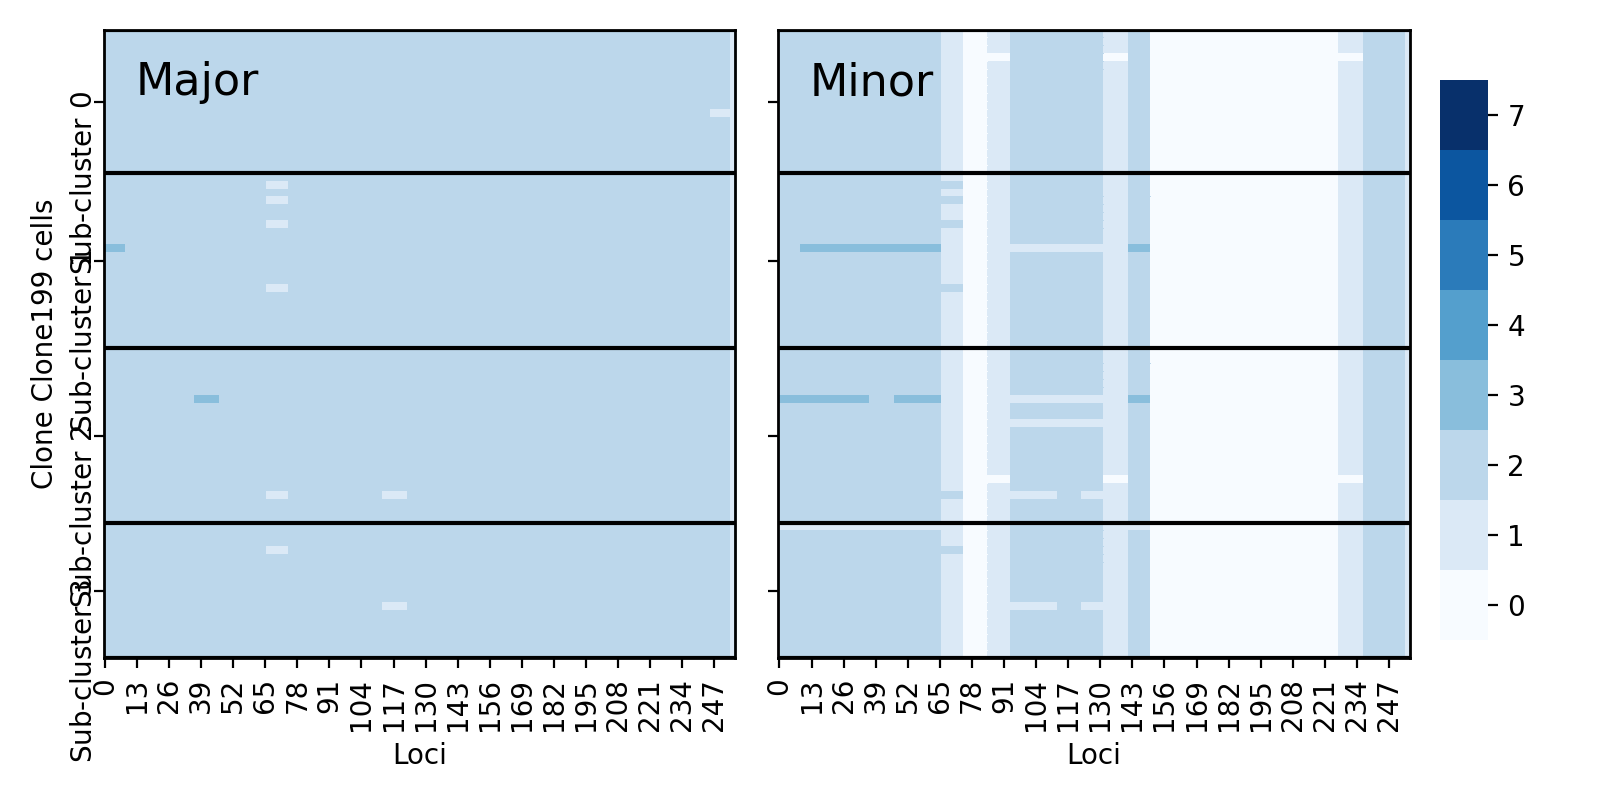 Major
Minor
Clone Clone199 cells
Sub-cluster 0
Sub-cluster 1
Sub-cluster 2
Sub-cluster 3
0 13 26 39 52 65 78 91 104 117 130 143 156 169 182 195 208 221 234 247
Loci
0 13 26 39 52 65 78 91 104 117 130 143 156 169 182 195 208 221 234 247
Loci
7
6
5
4
3
2
1
0